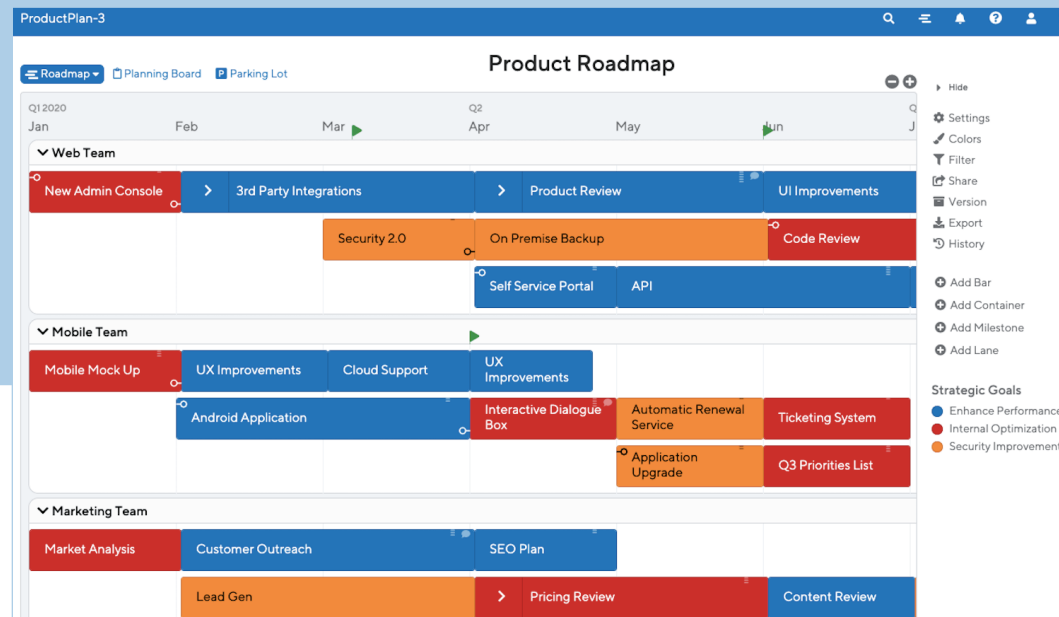 ProductPlan-3
Product Roadmap
Roadmap
Planning Board
P Parking Lot
Hide
Q1 2020
Q2
Q
Jan
Feb
Mar
Apr
May
Jun
J
Web Team
New Admin Console
3rd Party Integrations
Product Review
UI Improvements
Security 2.0
On Premise Backup
Code Review
Self Service Portal
API
Mobile Team
Mobile Mock Up
UX Improvements
Cloud Support
UX
Improvements
Android Application
Interactive Dialogue
Box
Automatic Renewal
Service
Ticketing System
Application
Upgrade
Q3 Priorities List
Marketing Team
Market Analysis
Customer Outreach
SEO Plan
Lead Gen
Pricing Review
Content Review
Settings
Colors
Filter
Share
Version
Export
History
Add Bar
Add Container
Add Milestone
Add Lane
Strategic Goals
Enhance Performance
Internal Optimization
Security Improvement